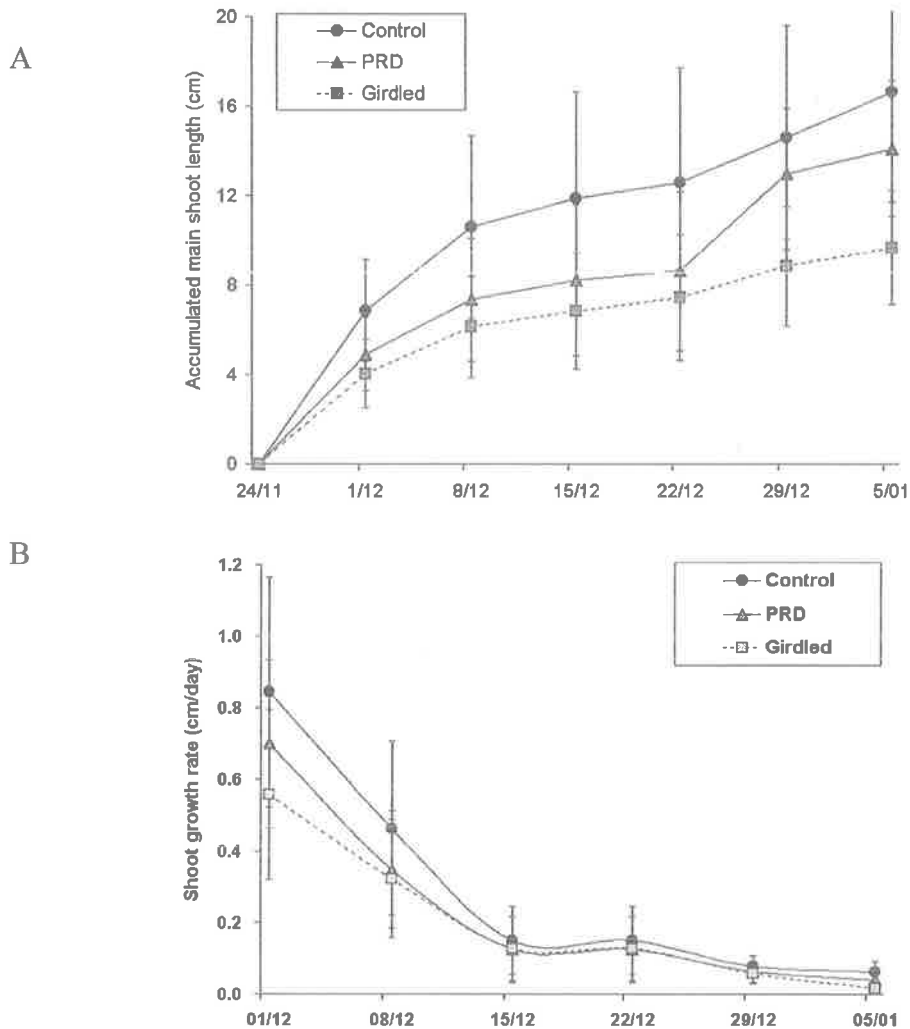 A
Accumulated main shoot length (cm)
20
16
12
8
4
0
Control
PRD
Girdled
24/11 1/12 8/12 15/12 22/12 29/12 5/01
B
Shoot growth rate (cm/day)
1.2
1.0
0.8
0.6
0.4
0.2
0.0
Control
PRD
Girdled
01/12 08/12 15/12 22/12 29/12 05/01